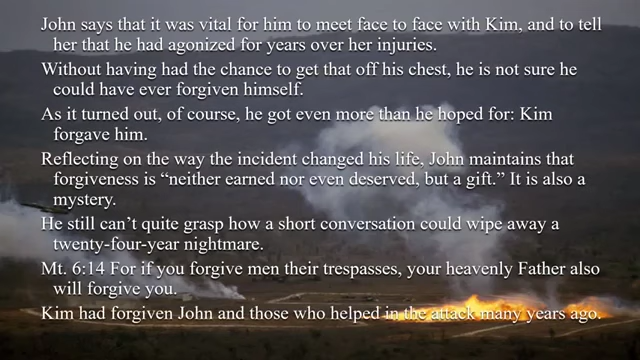 John says that it was vital for him to meet face to face with Kim, and to tell
her that he had agonized for years over her injuries.
Without having had the chance to get that off his chest, he is not sure he
could have ever forgiven himself.
As it turned out, of course, he got even more than he hoped for: Kim
forgave him.
Reflecting on the way the incident changed his life, John maintains that
forgiveness is “neither earned nor even deserved, but a gift.” It is also a
mystery.
He still can’t quite grasp how a short conversation could wipe away a
twenty-four-year nightmare.
Mt. 6:14 For if you forgive men their trespasses, your heavenly Father also
will forgive you.
Kim had forgiven John and those who helped in the attack many years ago.